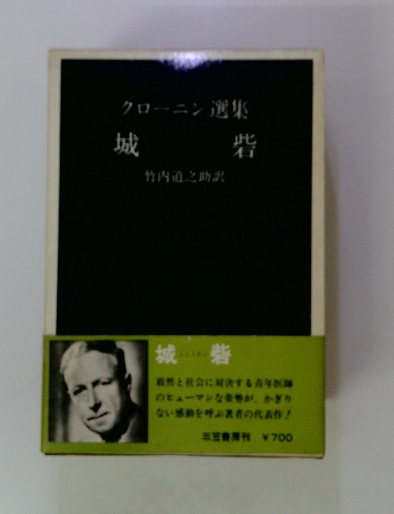 クローニン選集
城砦
竹内道之助訳
城砦
毅然と社会に対決する青年医師
のヒューマンな姿勢が、かぎり
ない感動を呼ぶ著者の代表作！
三笠書房刊 ¥700